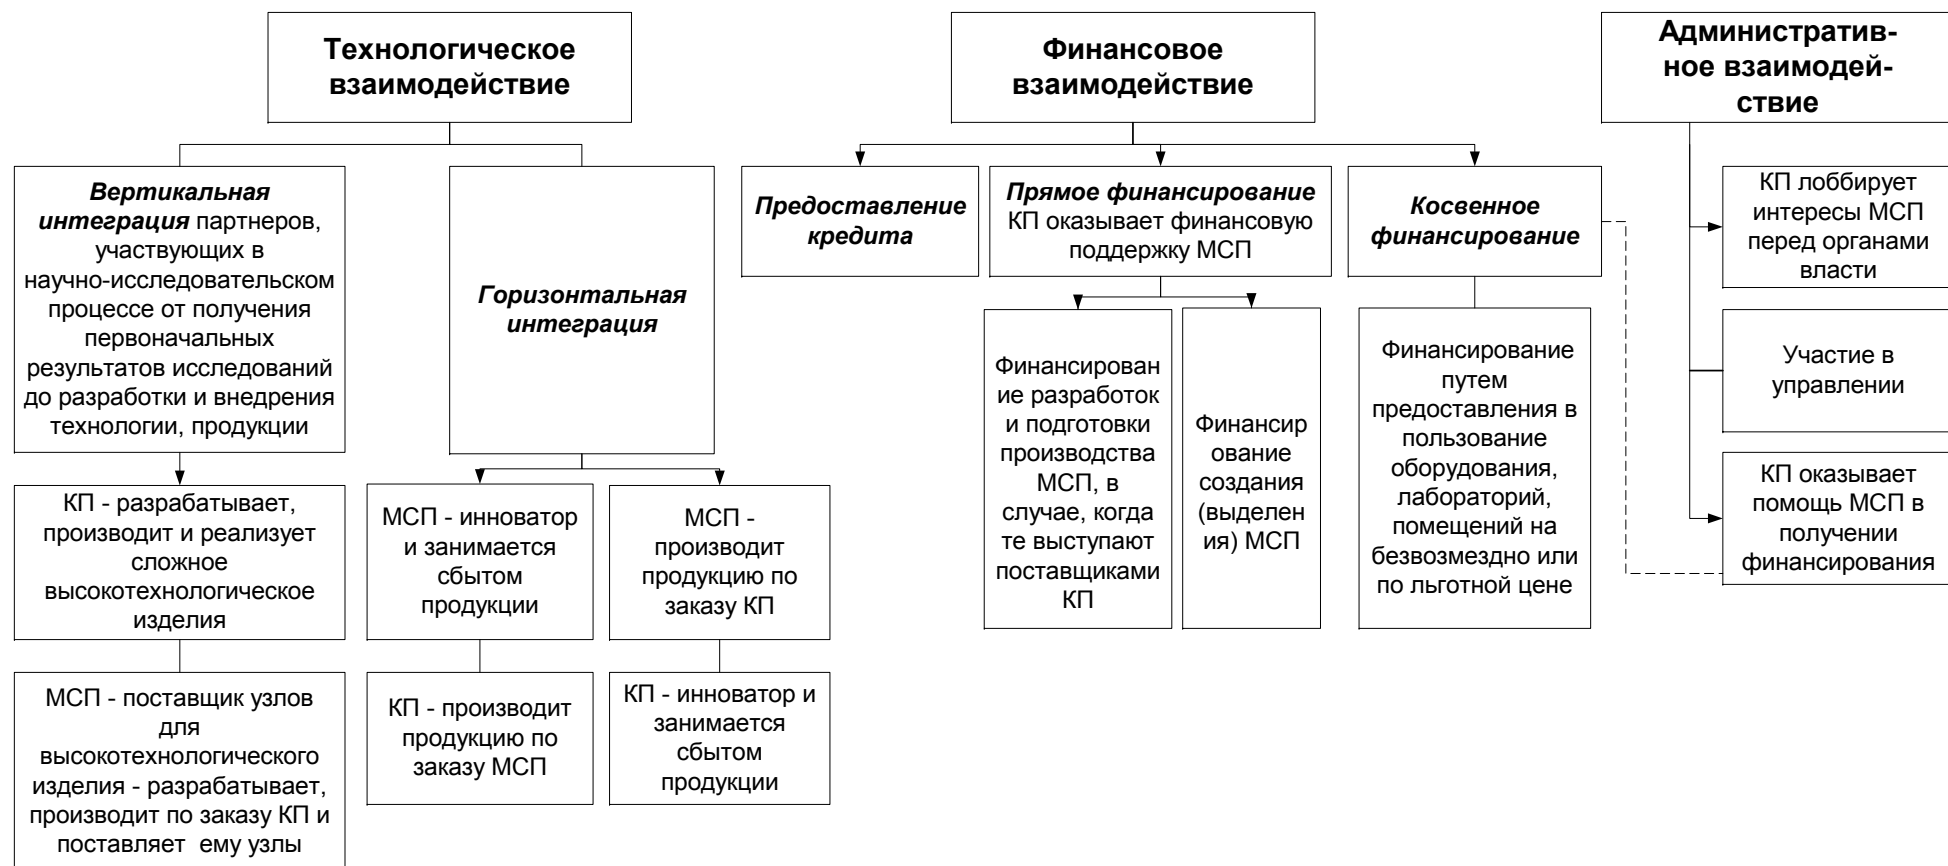 Технологическое
взаимодействие
Финансовое
взаимодействие
Административ-
ное взаимодей-
ствие
Вертикальная
интеграция партнеров,
участвующих в
научно-исследовательском
процессе от получения
первоначальных
результатов исследований
до разработки и внедрения
технологии, продукции
Горизонтальная
интеграция
Предоставление
кредита
Прямое финансирование
КП оказывает финансовую
поддержку МСП
Косвенное
финансирование
КП лоббирует
интересы МСП
перед органами
власти
Финансирован
ие разработок
и подготовки
производства
МСП, в
случае, когда
те выступают
поставщиками
КП
Финансир
ование
создания
(выделен
ия) МСП
Финансирование
путем
предоставления в
пользование
оборудования,
лабораторий,
помещений на
безвозмездно или
по льготной цене
Участие в
управлении
КП оказывает
помощь МСП в
получении
финансирования
КП - разрабатывает,
производит и реализует
сложное
высокотехнологическое
изделия
МСП - инноватор
и занимается
сбытом
продукции
МСП -
производит
продукцию по
заказу КП
МСП - поставщик узлов
для
высокотехнологического
изделия - разрабатывает,
производит по заказу КП и
поставляет ему узлы
КП - производит
продукцию по
заказу МСП
КП - инноватор и
занимается
сбытом
продукции